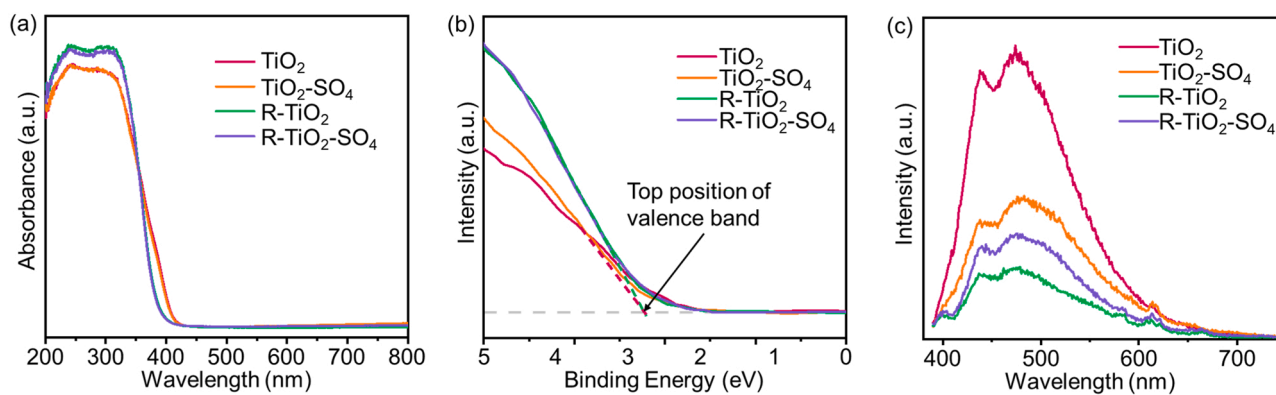 (a)
TiO₂
TiO₂-SO₄
R-TiO₂
R-TiO₂-SO₄
Absorbance (a.u.)
200 300 400 500 600 700 800
Wavelength (nm)
(b)
TiO₂
TiO₂-SO₄
R-TiO₂
R-TiO₂-SO₄
Top position of
valence band
Intensity (a.u.)
5 4 3 2 1 0
Binding Energy (eV)
(c)
TiO₂
TiO₂-SO₄
R-TiO₂
R-TiO₂-SO₄
Intensity (a.u.)
400 500 600 700
Wavelength (nm)